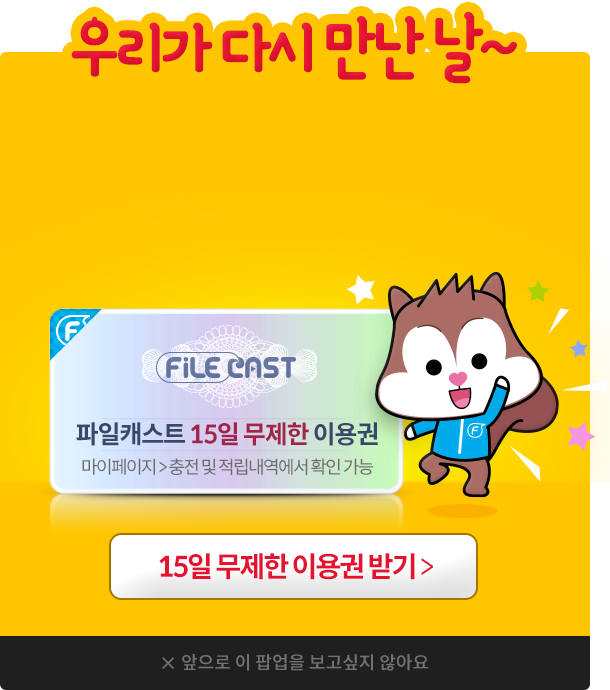 우리가 다시 만난 날~
F
FiLE CAST
파일캐스트 15일 무제한 이용권
마이페이지 > 충전 및 적립내역에서 확인 가능
F
15일 무제한 이용권 받기 >
× 앞으로 이 팝업을 보고싶지 않아요